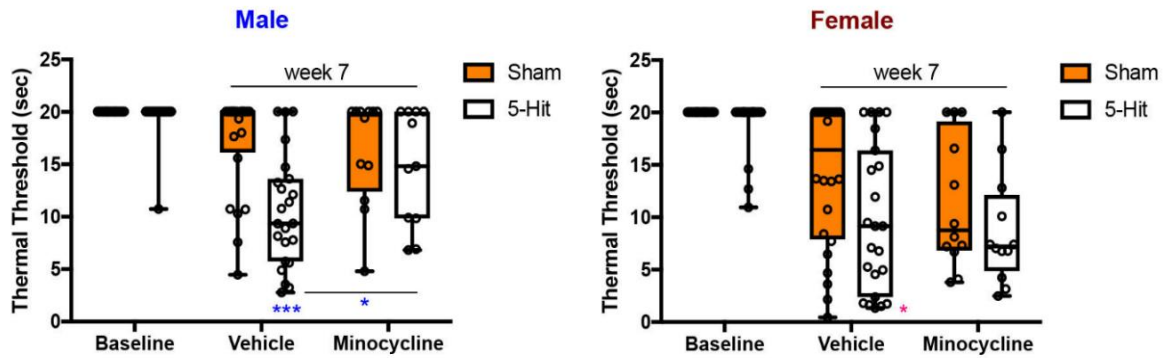 Male
Thermal Threshold (sec)
25
20
15
10
5
0
week 7
Sham
5-Hit
***
*
Baseline
Vehicle
Minocycline
Female
Thermal Threshold (sec)
25
20
15
10
5
0
week 7
Sham
5-Hit
*
Baseline
Vehicle
Minocycline